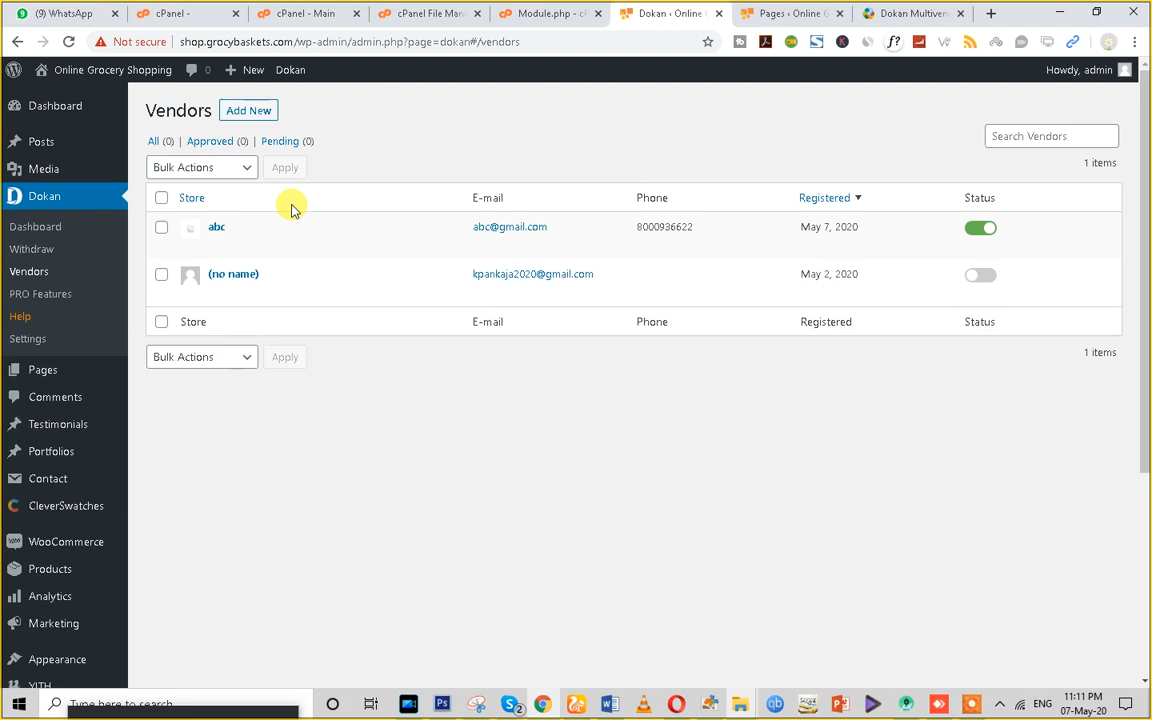 (9) WhatsApp
cPanel -
cPanel - Main
cPanel File Man
Module.php - cP
Dokan ‹ Online G
Pages ‹ Online G
Dokan Multiven
Not secure
shop.grocybaskets.com/wp-admin/admin.php?page=dokan#/vendors
Online Grocery Shopping
0
New
Dokan
Howdy, admin
Dashboard
Posts
Media
Dokan
Dashboard
Withdraw
Vendors
PRO Features
Help
Settings
Pages
Comments
Testimonials
Portfolios
Contact
CleverSwatches
WooCommerce
Products
Analytics
Marketing
Appearance
YITH
Vendors
Add New
All (0) | Approved (0) | Pending (0)
Search Vendors
Bulk Actions
Apply
1 items
Store
E-mail
Phone
Registered
Status
abc
abc@gmail.com
8000936622
May 7, 2020
(no name)
kpankaja2020@gmail.com
May 2, 2020
Store
E-mail
Phone
Registered
Status
Bulk Actions
Apply
1 items
Type here to search
2
ENG
11:11 PM
07-May-20